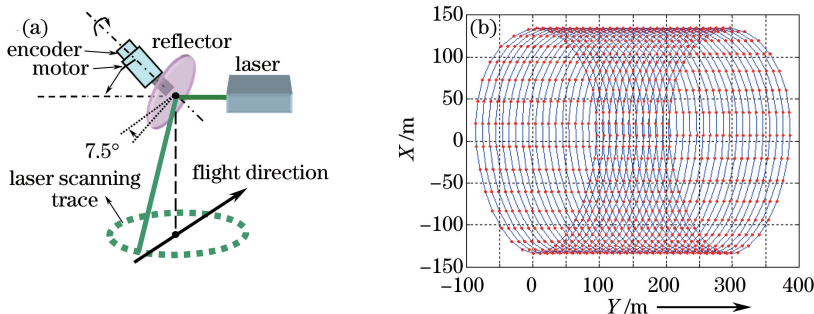 (a)
encoder
motor
reflector
laser
7.5°
laser scanning
trace
flight direction
(b)
150
100
50
0
−50
−100
−150
X /m
−100
0
100
200
300
400
Y /m